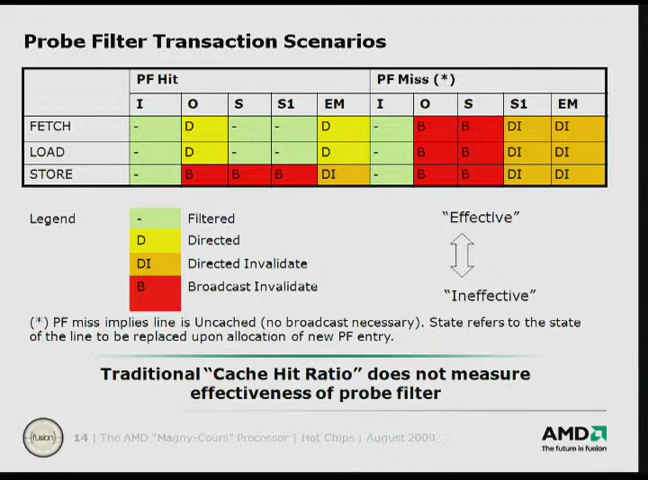 Probe Filter Transaction Scenarios
PF Hit PF Miss (*)
I O S S1 EM I O S S1 EM
FETCH - D - - D - B B DI DI
LOAD - D - - D - B B DI DI
STORE - B B B DI - B B DI DI
Legend - Filtered "Effective"
D Directed
DI Directed Invalidate
B Broadcast Invalidate "Ineffective"
(*) PF miss implies line is Uncached (no broadcast necessary). State refers to the state
of the line to be replaced upon allocation of new PF entry.
Traditional "Cache Hit Ratio" does not measure
effectiveness of probe filter
fusion 14 | The AMD "Magny-Cours" Processor | Hot Chips | August 2009 AMD
The future is fusion